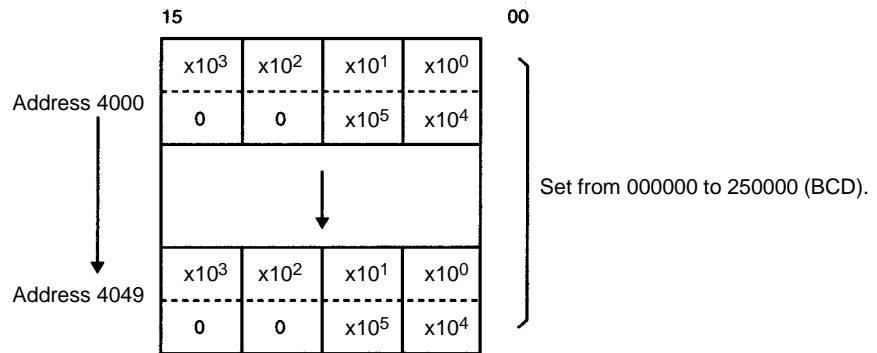 15 00
x10³ x10² x10¹ x10⁰
Address 4000
0 0 x10⁵ x10⁴
Set from 000000 to 250000 (BCD).
x10³ x10² x10¹ x10⁰
Address 4049
0 0 x10⁵ x10⁴